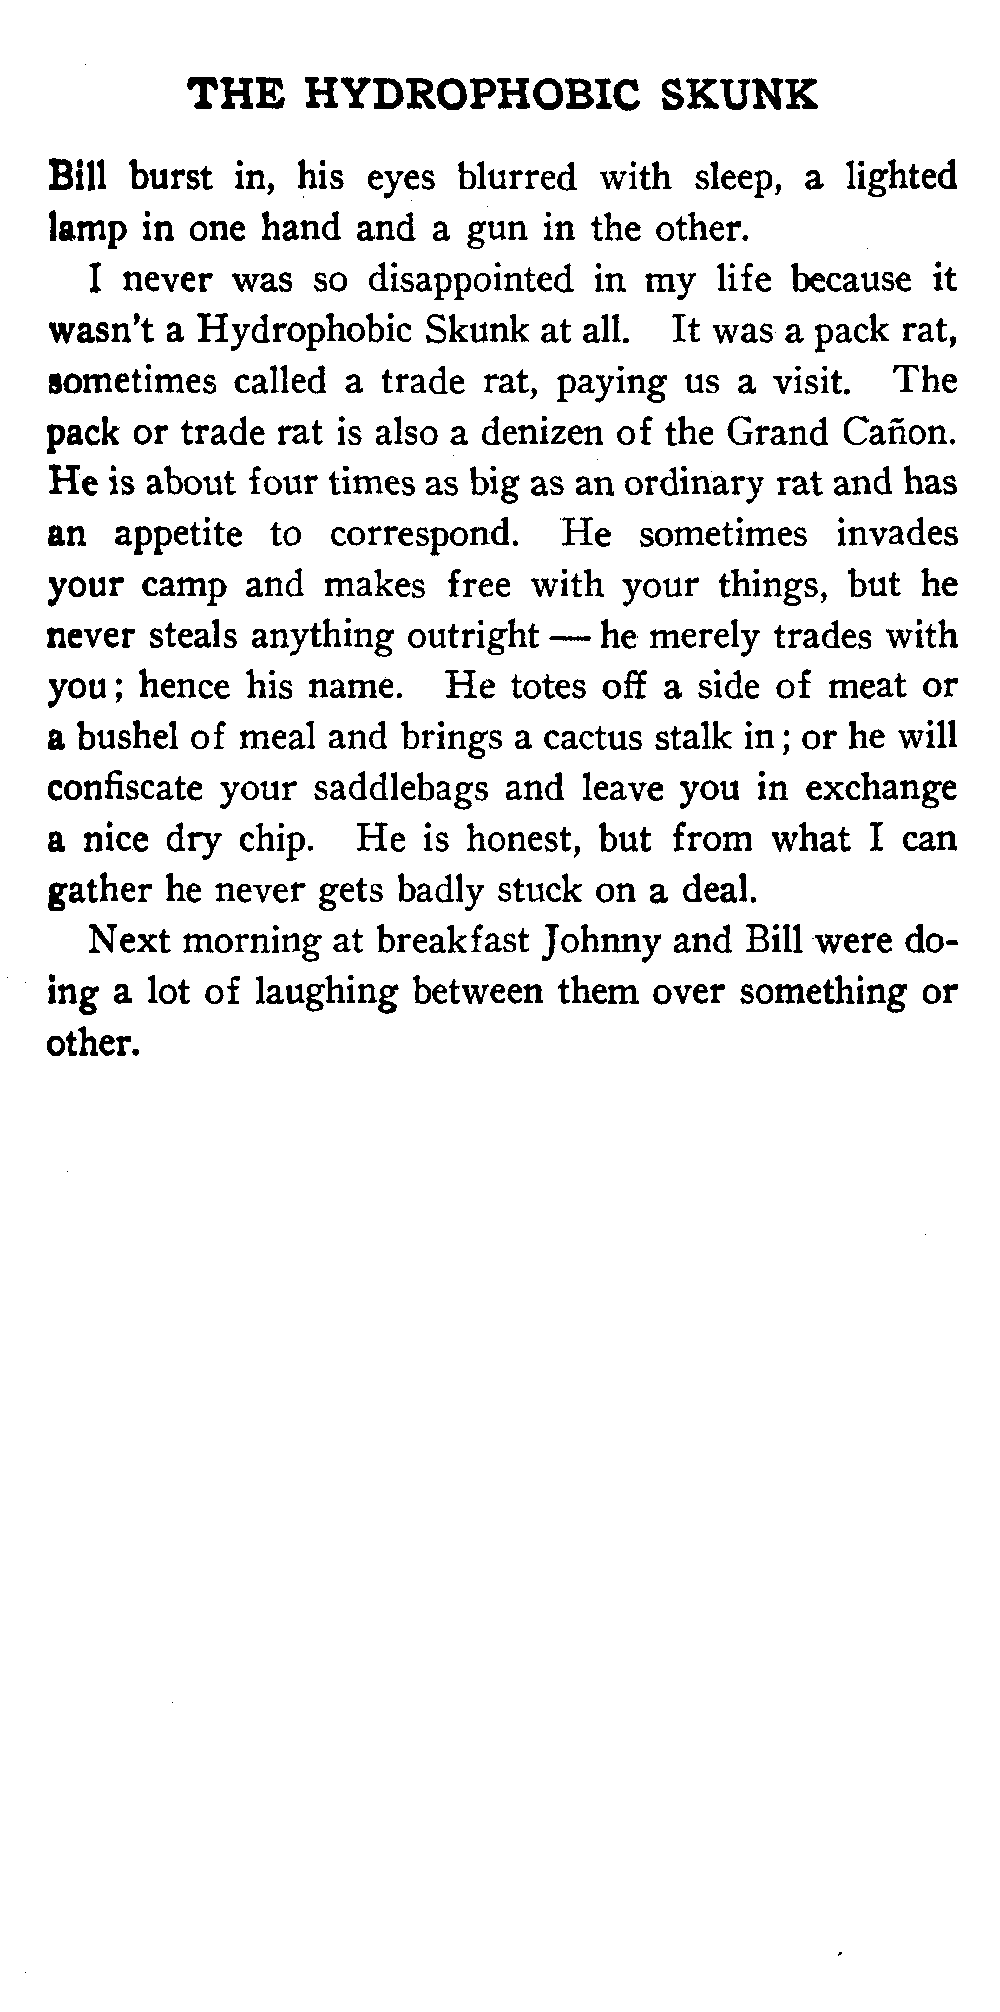 THE HYDROPHOBIC SKUNK
Bill burst in, his eyes blurred with sleep, a lighted
lamp in one hand and a gun in the other.
I never was so disappointed in my life because it
wasn't a Hydrophobic Skunk at all. It was a pack rat,
sometimes called a trade rat, paying us a visit. The
pack or trade rat is also a denizen of the Grand Cañon.
He is about four times as big as an ordinary rat and has
an appetite to correspond. He sometimes invades
your camp and makes free with your things, but he
never steals anything outright — he merely trades with
you; hence his name. He totes off a side of meat or
a bushel of meal and brings a cactus stalk in; or he will
confiscate your saddlebags and leave you in exchange
a nice dry chip. He is honest, but from what I can
gather he never gets badly stuck on a deal.
Next morning at breakfast Johnny and Bill were do-
ing a lot of laughing between them over something or
other.